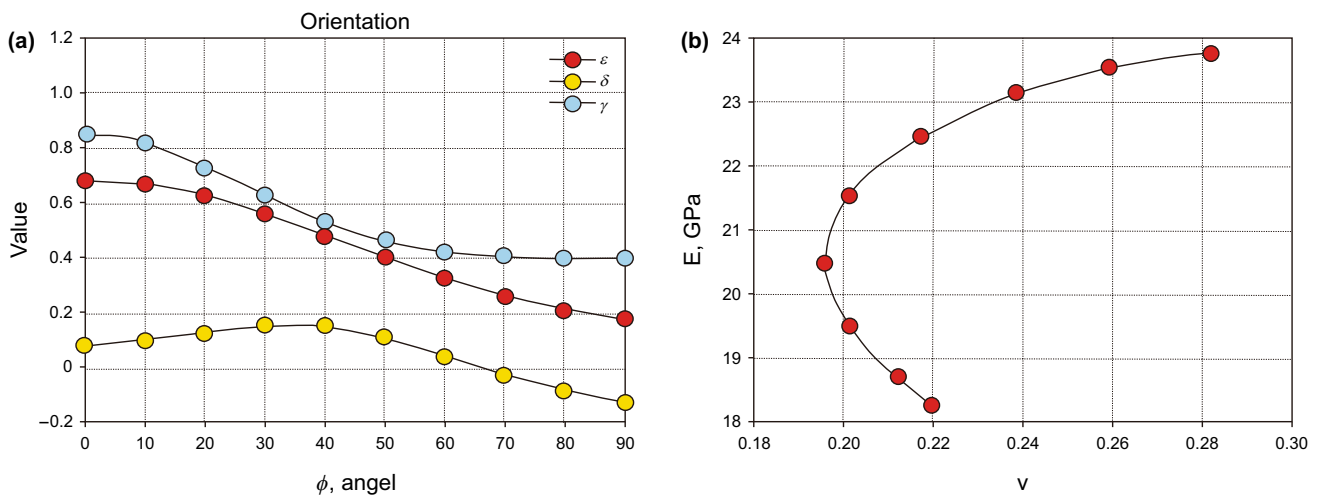 Orientation
(a)
1.2
1.0
0.8
0.6
0.4
0.2
0
–0.2
Value
ε
δ
γ
0 10 20 30 40 50 60 70 80 90
ϕ, angel
(b)
24
23
22
21
20
19
18
E, GPa
0.18 0.20 0.22 0.24 0.26 0.28 0.30
v